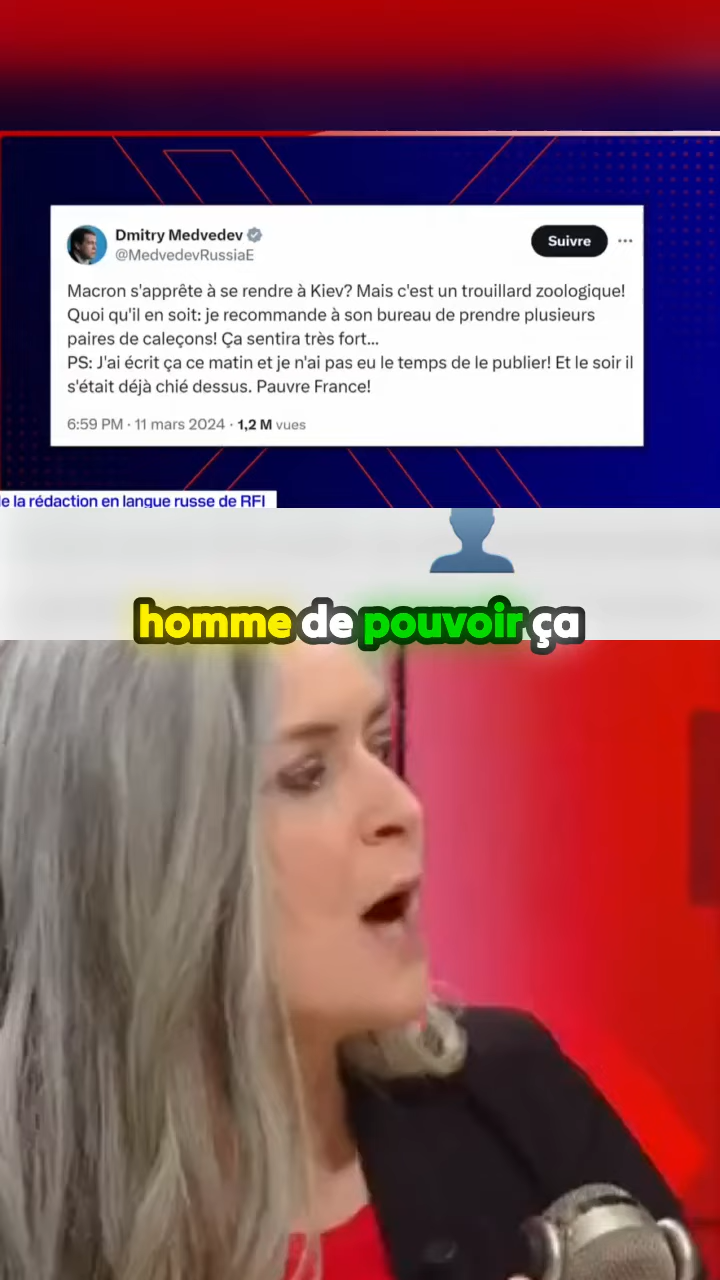 Dmitry Medvedev
@MedvedevRussiaE
Suivre
Macron s'apprête à se rendre à Kiev? Mais c'est un trouillard zoologique!
Quoi qu'il en soit: je recommande à son bureau de prendre plusieurs
paires de caleçons! Ça sentira très fort...
PS: J'ai écrit ça ce matin et je n'ai pas eu le temps de le publier! Et le soir il
s'était déjà chié dessus. Pauvre France!
6:59 PM · 11 mars 2024 · 1,2 M vues
la rédaction en langue russe de RFI
homme de pouvoir ça